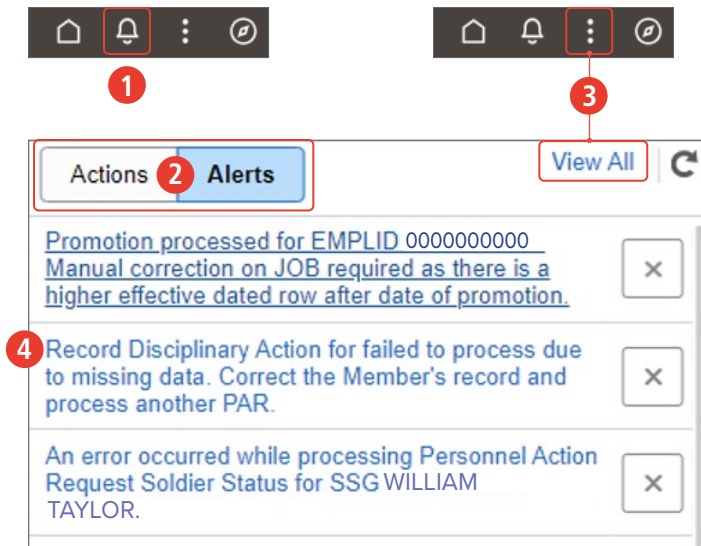 1
3
Actions 2 Alerts
View All
Promotion processed for EMPLID 0000000000
Manual correction on JOB required as there is a
higher effective dated row after date of promotion.
4
Record Disciplinary Action for failed to process due
to missing data. Correct the Member's record and
process another PAR.
An error occurred while processing Personnel Action
Request Soldier Status for SSG WILLIAM
TAYLOR.